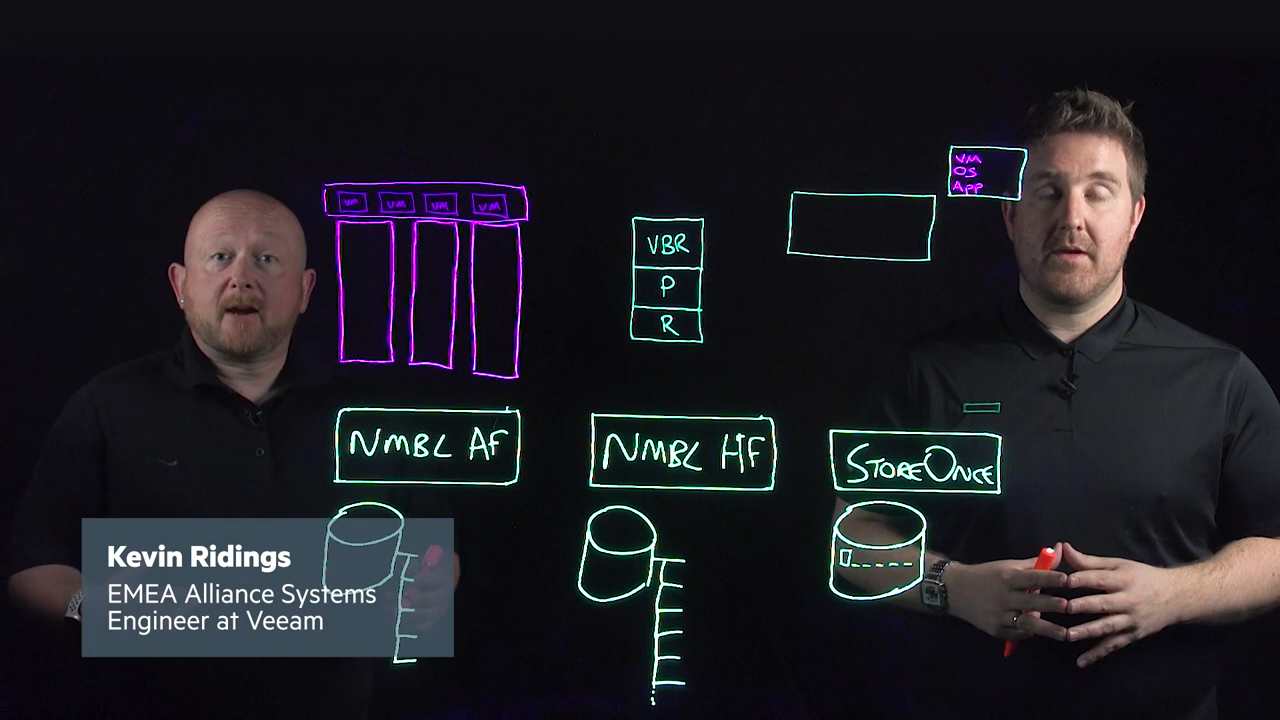 VM
OS
APP
VM VM VM VM
VBR
P
R
NMBL AF
NMBL HF
STOREONCE
Kevin Ridings
EMEA Alliance Systems
Engineer at Veeam